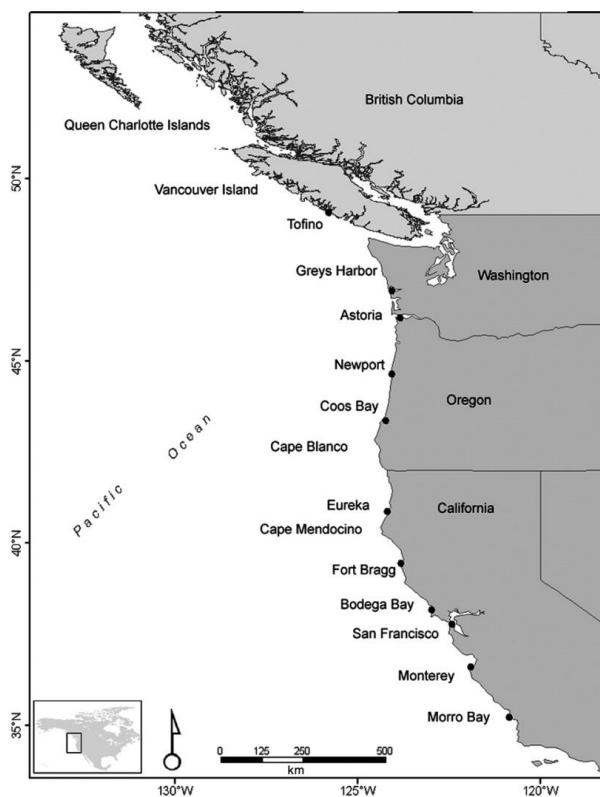 British Columbia
Queen Charlotte Islands
50°N
Vancouver Island
Tofino
Greys Harbor
Washington
Astoria
45°N
Newport
Coos Bay
Oregon
Cape Blanco
Pacific Ocean
Eureka
California
Cape Mendocino
40°N
Fort Bragg
Bodega Bay
San Francisco
Monterey
Morro Bay
35°N
0 125 250 500
km
130°W 125°W 120°W